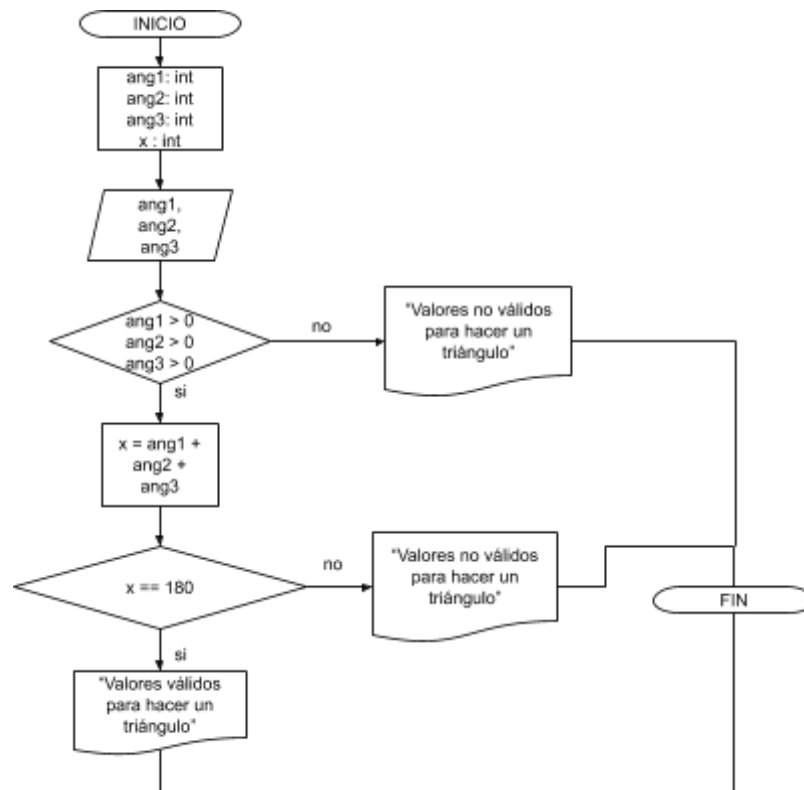 INICIO
ang1: int
ang2: int
ang3: int
x : int
ang1,
ang2,
ang3
ang1 > 0
ang2 > 0
ang3 > 0
no
"Valores no válidos
para hacer un
triángulo"
si
x = ang1 +
ang2 +
ang3
x == 180
no
"Valores no válidos
para hacer un
triángulo"
FIN
si
"Valores válidos
para hacer un
triángulo"